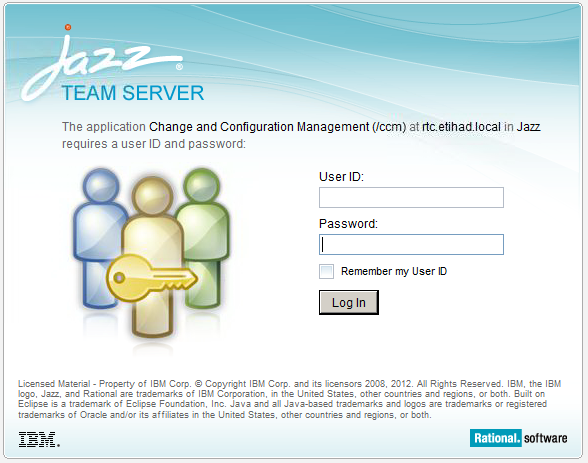 jazz®
TEAM SERVER
The application Change and Configuration Management (/ccm) at rtc.etihad.local in Jazz
requires a user ID and password:
User ID:
Password:
Remember my User ID
Log In
Licensed Material - Property of IBM Corp. © Copyright IBM Corp. and its licensors 2008, 2012. All Rights Reserved. IBM, the IBM
logo, Jazz, and Rational are trademarks of IBM Corporation, in the United States, other countries and regions, or both. Built on
Eclipse is a trademark of Eclipse Foundation, Inc. Java and all Java-based trademarks and logos are trademarks or registered
trademarks of Oracle and/or its affiliates in the United States, other countries and regions, or both.
IBM.
Rational. software